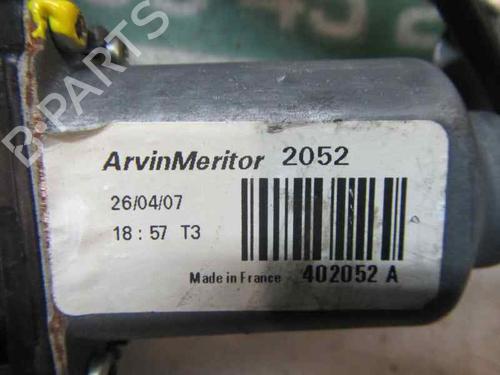 B-PARTS
ArvinMeritor 2052
26/04/07
18 : 57 T3
Made in France 402052 A